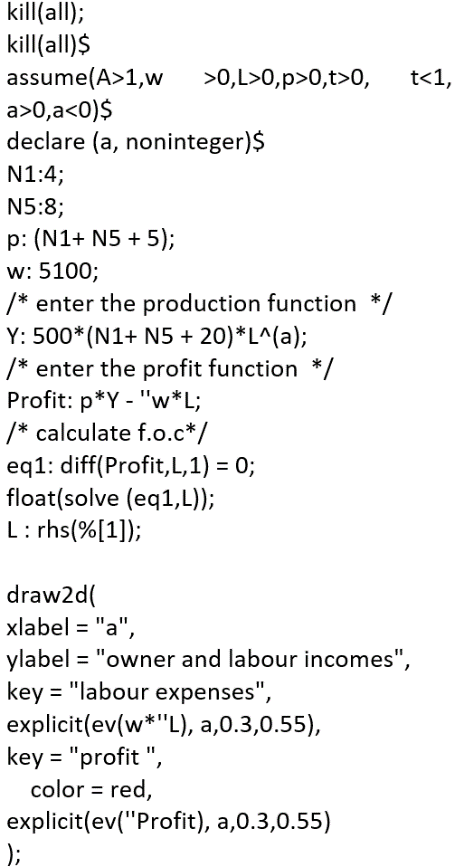 kill(all);
kill(all)$
assume(A>1,w >0,L>0,p>0,t>0, t<1,
a>0,a<0)$
declare (a, noninteger)$
N1:4;
N5:8;
p: (N1+ N5 + 5);
w: 5100;
/* enter the production function */
Y: 500*(N1+ N5 + 20)*L^(a);
/* enter the profit function */
Profit: p*Y - ''w*L;
/* calculate f.o.c*/
eq1: diff(Profit,L,1) = 0;
float(solve (eq1,L));
L : rhs(%[1]);
draw2d(
xlabel = "a",
ylabel = "owner and labour incomes",
key = "labour expenses",
explicit(ev(w*''L), a,0.3,0.55),
key = "profit ",
color = red,
explicit(ev(''Profit), a,0.3,0.55)
);